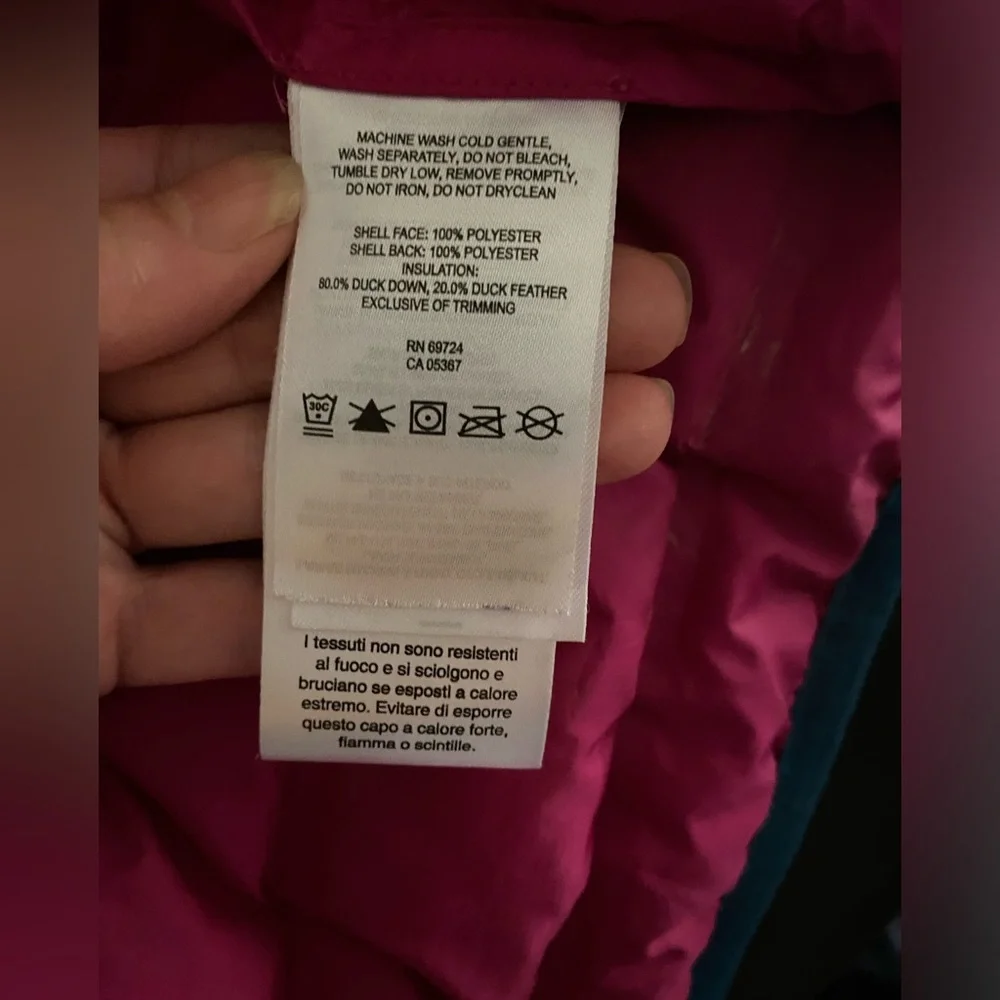 MACHINE WASH COLD GENTLE,
WASH SEPARATELY, DO NOT BLEACH,
TUMBLE DRY LOW, REMOVE PROMPTLY,
DO NOT IRON, DO NOT DRYCLEAN
SHELL FACE: 100% POLYESTER
SHELL BACK: 100% POLYESTER
INSULATION:
80.0% DUCK DOWN, 20.0% DUCK FEATHER
EXCLUSIVE OF TRIMMING
RN 69724
CA 05367
30C
I tessuti non sono resistenti
al fuoco e si sciolgono e
bruciano se esposti a calore
estremo. Evitare di esporre
questo capo a calore forte,
fiamma o scintille.